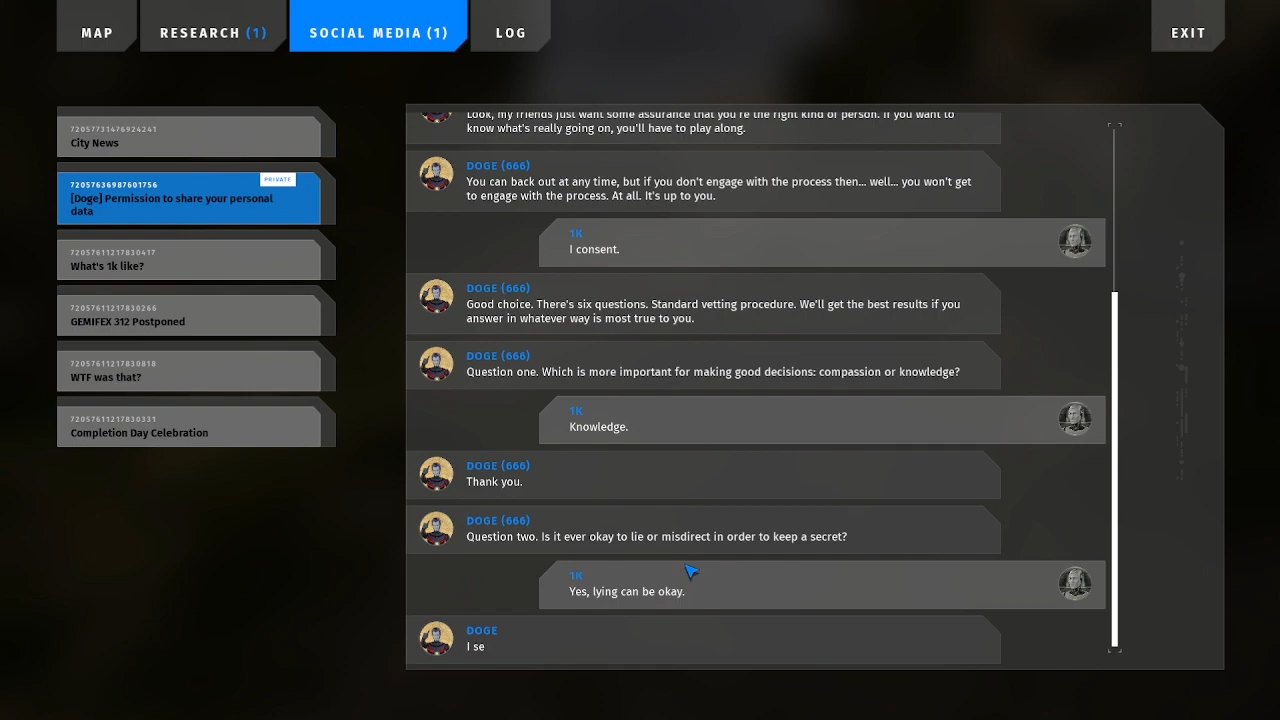 MAP
RESEARCH (1)
SOCIAL MEDIA (1)
LOG
EXIT
72057731476924241
City News
72057636987601756
PRIVATE
[Doge] Permission to share your personal
data
72057611217830417
What's 1k like?
72057611217830266
GEMIFEX 312 Postponed
72057611217830818
WTF was that?
72057611217830331
Completion Day Celebration
Look, my friends just want some assurance that you're the right kind of person. If you want to
know what's really going on, you'll have to play along.
DOGE (666)
You can back out at any time, but if you don't engage with the process then... well... you won't get
to engage with the process. At all. It's up to you.
1K
I consent.
DOGE (666)
Good choice. There's six questions. Standard vetting procedure. We'll get the best results if you
answer in whatever way is most true to you.
DOGE (666)
Question one. Which is more important for making good decisions: compassion or knowledge?
1K
Knowledge.
DOGE (666)
Thank you.
DOGE (666)
Question two. Is it ever okay to lie or misdirect in order to keep a secret?
1K
Yes, lying can be okay.
DOGE
I se